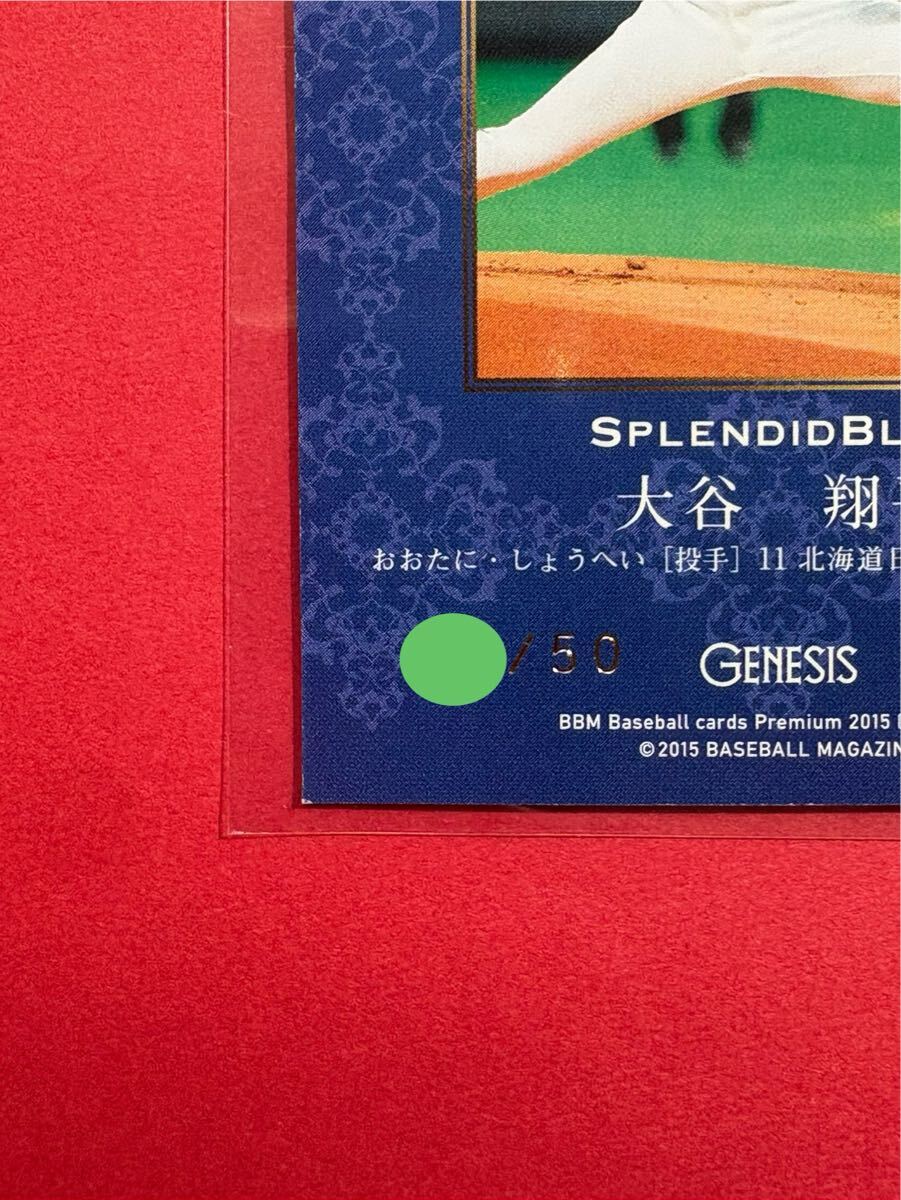 SPLENDIDBL
大谷 翔
おおたに・しょうへい［投手］11 北海道日
/50 GENESIS
BBM Baseball cards Premium 2015
©2015 BASEBALL MAGAZIN